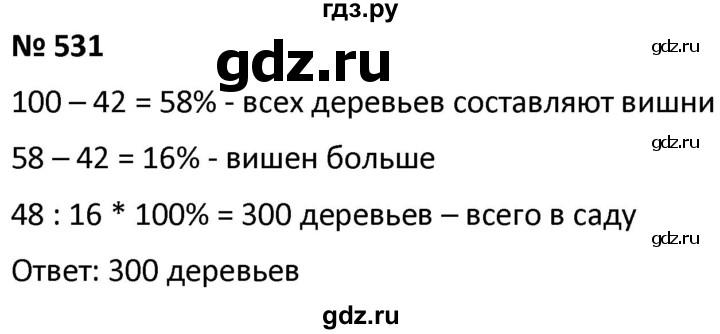 гдз.ру
№ 531
gdz.ru
gdz.ru
100 – 42 = 58% - всех деревьев составляют вишни
58 – 42 = 16% - вишен больше
gdz.ru
48 : 16 * 100% = 300 деревьев – всего в саду
gdz.ru
Ответ: 300 деревьев
gdz.ru